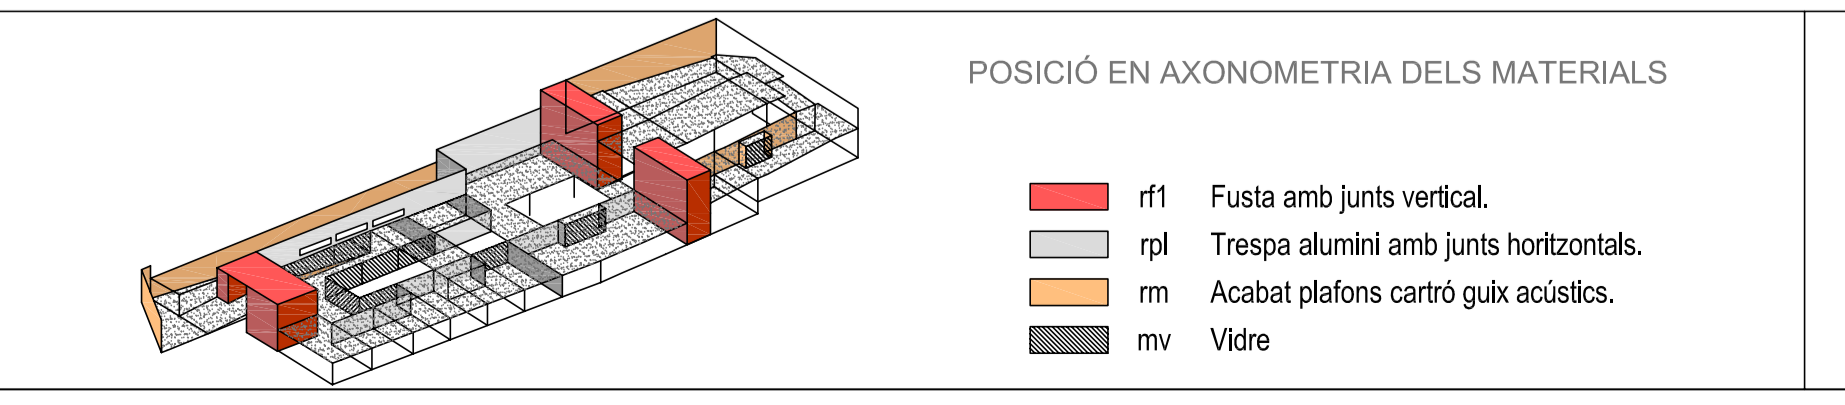 POSICIÓ EN AXONOMETRIA DELS MATERIALS
rf1 Fusta amb junts vertical.
rpl Trespa alumini amb junts horitzontals.
rm Acabat plafons cartró guix acústics.
mv Vidre